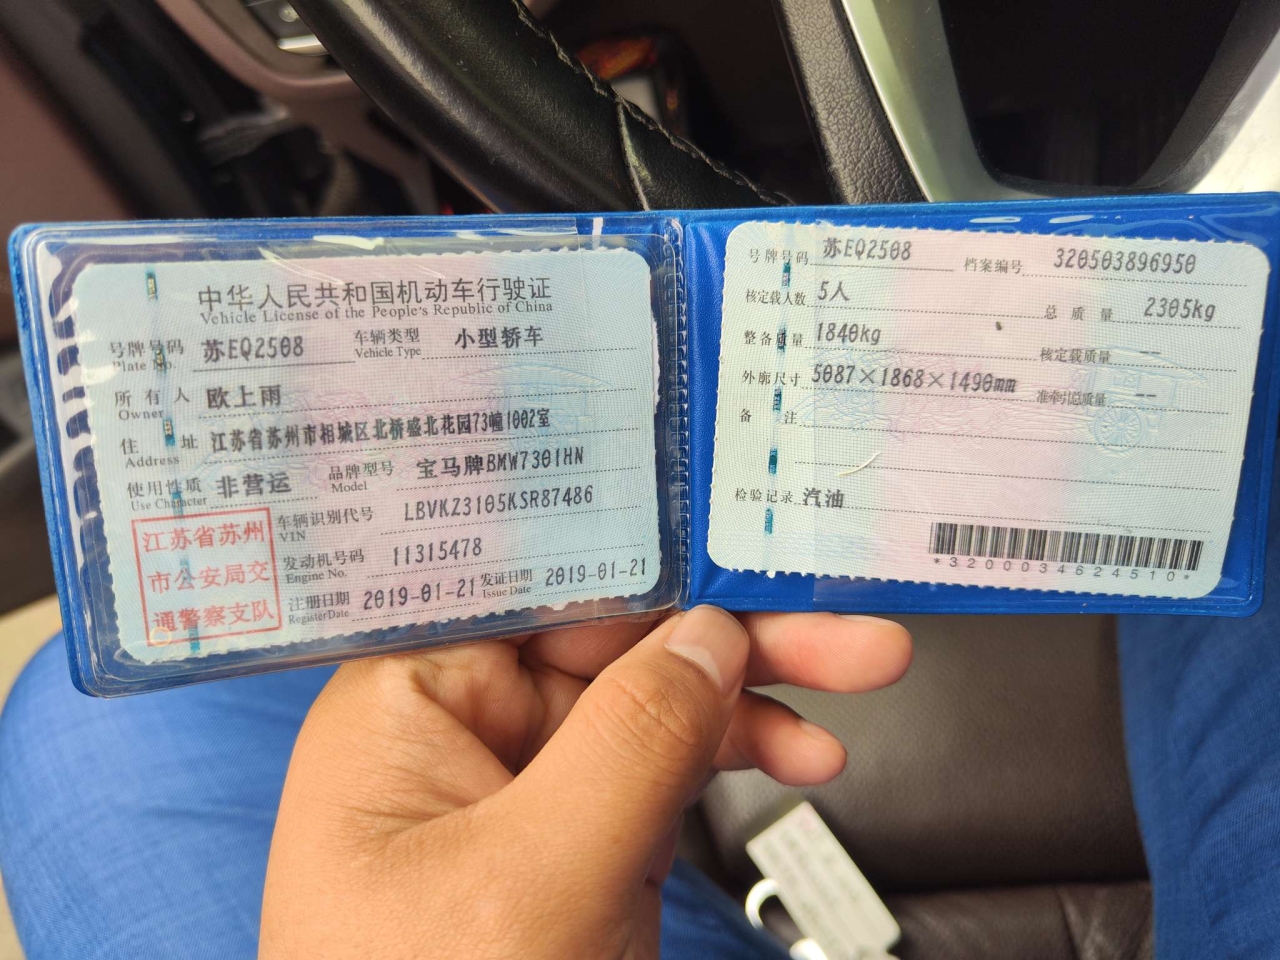 中华人民共和国机动车行驶证
Vehicle License of the People's Republic of China
号牌号码 苏EQ2508 车辆类型 小型轿车
Plate No. Vehicle Type
所有人 欧上雨
Owner
住址 江苏省苏州市相城区北桥盛北花园73幢1002室
Address
使用性质 非营运 品牌型号 宝马牌BMW7301HN
Use Character Model
车辆识别代号 LBVKZ3105KSR87486
VIN
发动机号码 11315478
Engine No.
注册日期 2019-01-21 发证日期 2019-01-21
Register Date Issue Date
江苏省苏州
市公安局交
通警察支队
号牌号码 苏EQ2508 档案编号 320503896950
核定载人数 5人 总质量 2305kg
整备质量 1840kg 核定载质量 --
外廓尺寸 5087×1868×1490mm 准牵引总质量 --
备注
检验记录 汽油
*3200034624510*